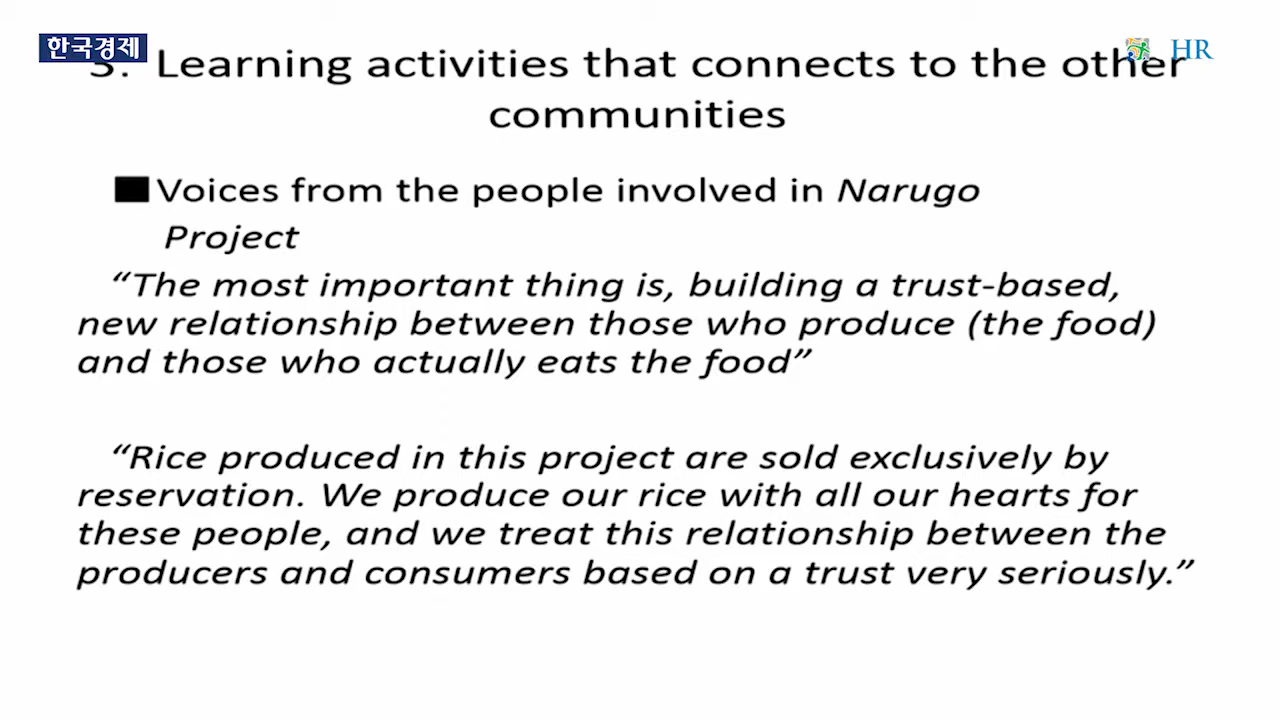 한국경제
HR
3. Learning activities that connects to the other
communities
Voices from the people involved in Narugo
Project
“The most important thing is, building a trust-based,
new relationship between those who produce (the food)
and those who actually eats the food”
“Rice produced in this project are sold exclusively by
reservation. We produce our rice with all our hearts for
these people, and we treat this relationship between the
producers and consumers based on a trust very seriously.”